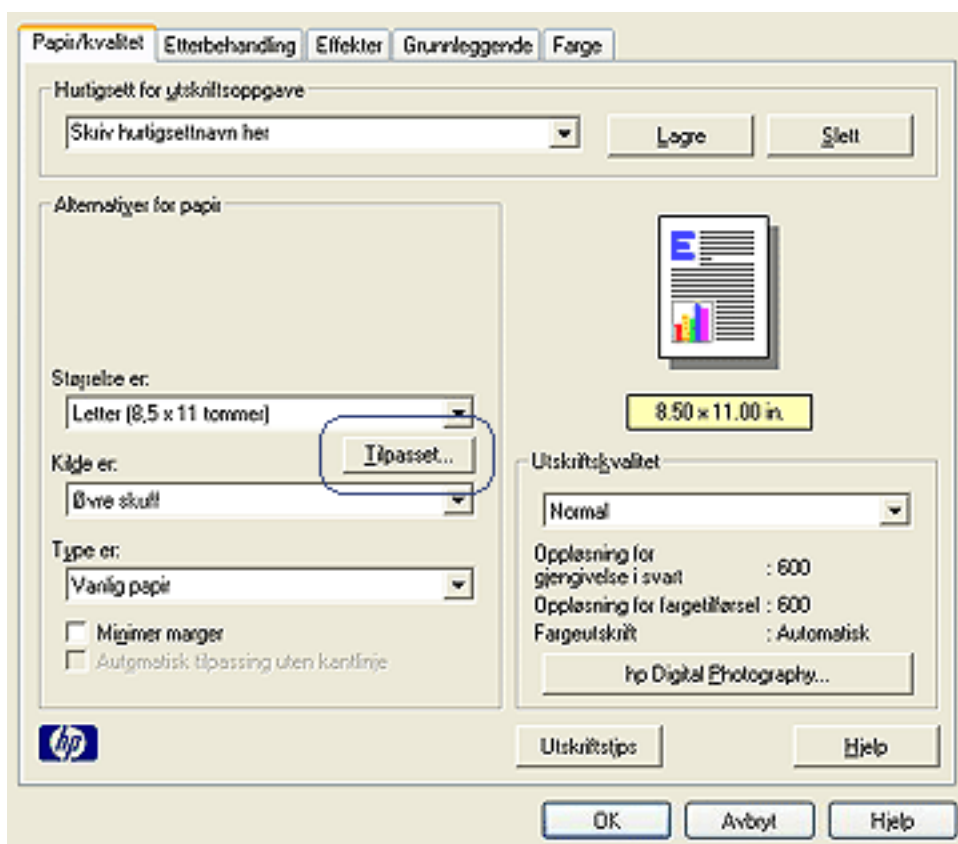 Papir/kvalitet Etterbehandling Effekter Grunnleggende Farge
Hurtigsett for utskriftsoppgave
Skriv hurtigsettnavn her
Lagre Slett
Alternativer for papir
E
Størrelse er:
Letter (8,5 x 11 tommer)
8.50 x 11.00 in.
Tilpasset...
Kilde er:
Øvre skuff
Utskriftskvalitet
Normal
Type er:
Vanlig papir
Oppløsning for
gjengivelse i svart : 600
Oppløsning for fargetilførsel : 600
Minimer marger
Fargeutskrift : Automatisk
Automatisk tilpassing uten kantlinje
hp Digital Photography...
hp
Utskriftstips Hjelp
OK Avbryt Hjelp